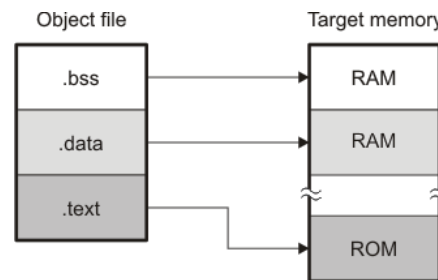 Object file
Target memory
.bss
RAM
.data
RAM
.text
ROM